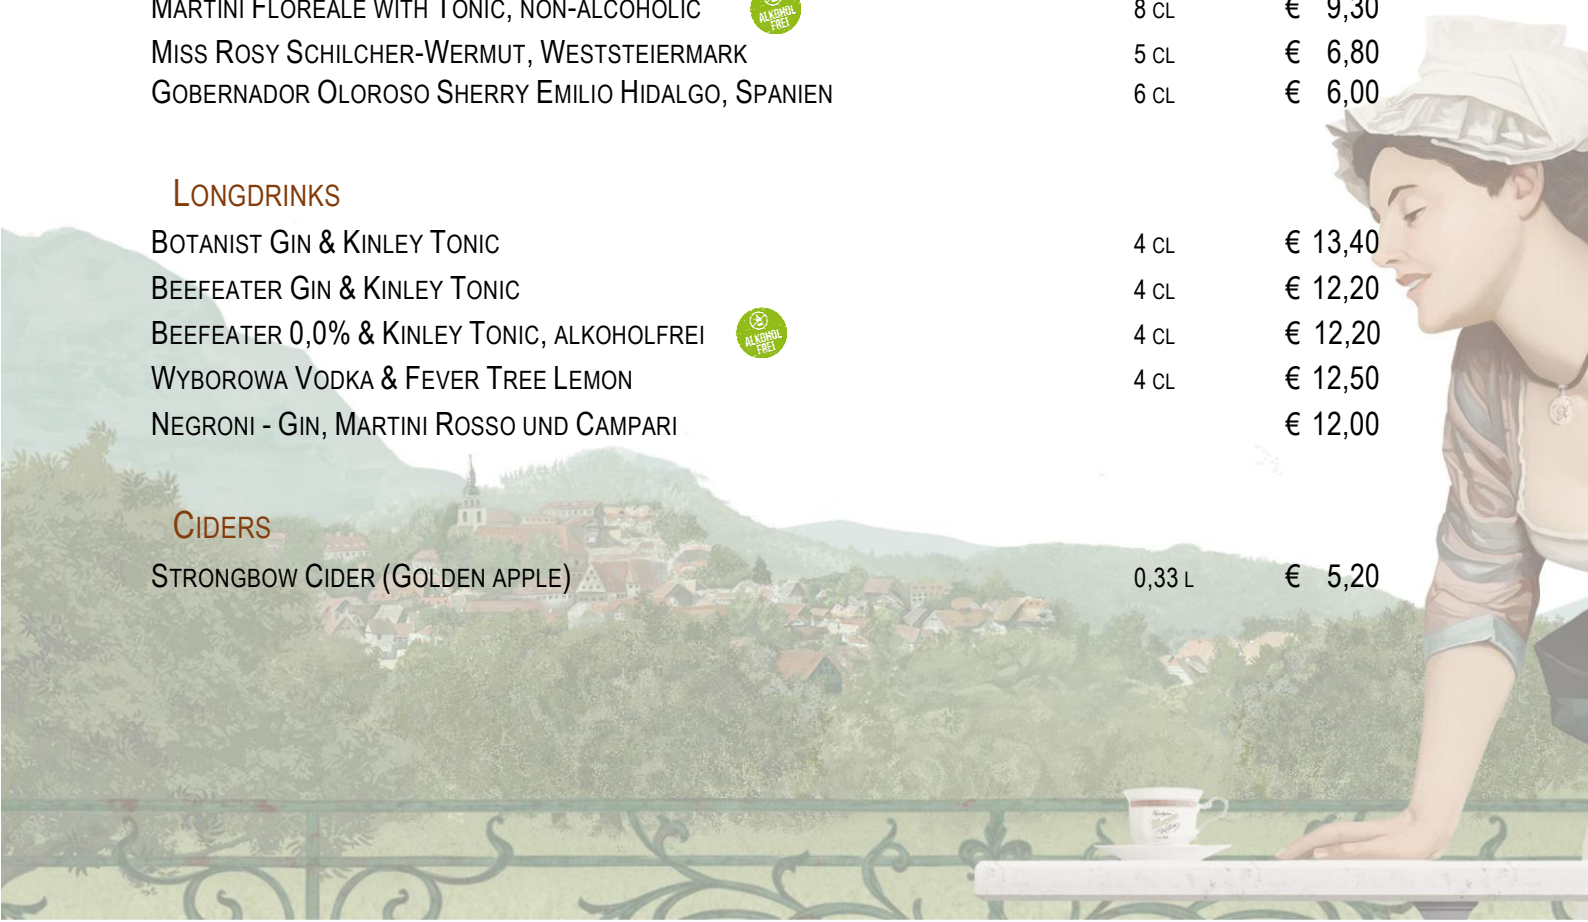 MARTINI FLOREALE WITH TONIC, NON-ALCOHOLIC ALKOHOL FREI 8 CL € 9,30
MISS ROSY SCHILCHER-WERMUT, WESTSTEIERMARK 5 CL € 6,80
GOBERNADOR OLOROSO SHERRY EMILIO HIDALGO, SPANIEN 6 CL € 6,00
LONGDRINKS
BOTANIST GIN & KINLEY TONIC 4 CL € 13,40
BEEFEATER GIN & KINLEY TONIC 4 CL € 12,20
BEEFEATER 0,0% & KINLEY TONIC, ALKOHOLFREI ALKOHOL FREI 4 CL € 12,20
WYBOROWA VODKA & FEVER TREE LEMON 4 CL € 12,50
NEGRONI - GIN, MARTINI ROSSO UND CAMPARI € 12,00
CIDERS
STRONGBOW CIDER (GOLDEN APPLE) 0,33 L € 5,20